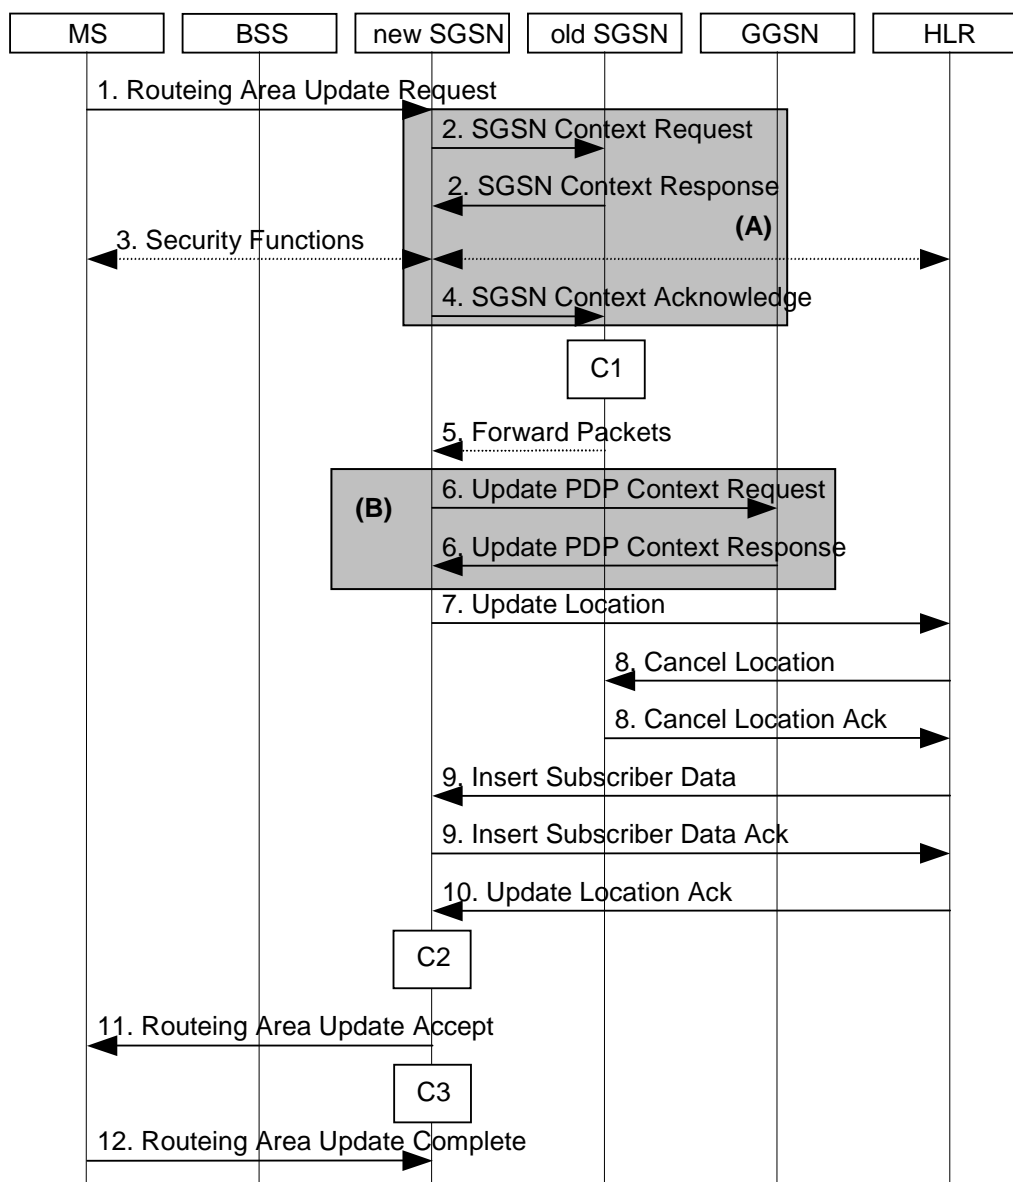 MS BSS new SGSN old SGSN GGSN HLR
1. Routeing Area Update Request
2. SGSN Context Request
2. SGSN Context Response
(A)
3. Security Functions
4. SGSN Context Acknowledge
C1
5. Forward Packets
6. Update PDP Context Request
(B)
6. Update PDP Context Response
7. Update Location
8. Cancel Location
8. Cancel Location Ack
9. Insert Subscriber Data
9. Insert Subscriber Data Ack
10. Update Location Ack
C2
11. Routeing Area Update Accept
C3
12. Routeing Area Update Complete